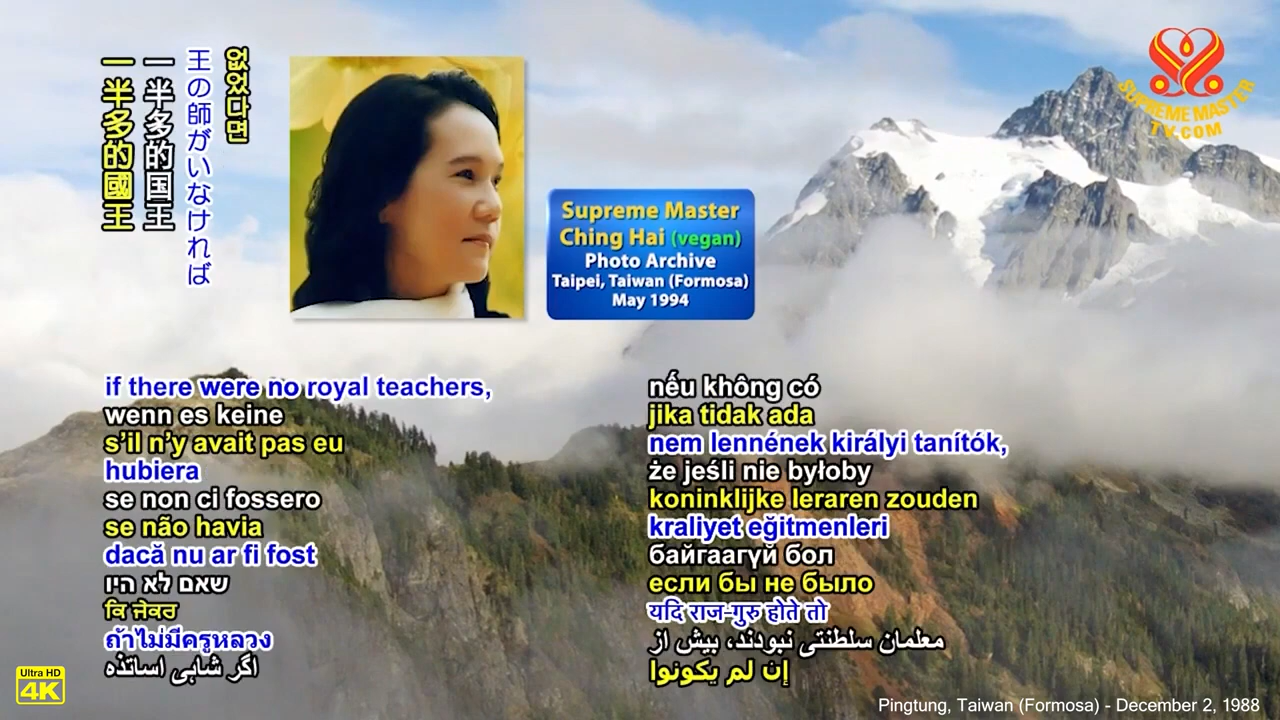 없었다면
王の師がいなければ
一半多的国王
一半多的國王
SUPREME MASTER
TV.COM
Supreme Master
Ching Hai (vegan)
Photo Archive
Taipei, Taiwan (Formosa)
May 1994
if there were no royal teachers,
wenn es keine
s’il n’y avait pas eu
hubiera
se non ci fossero
se não havia
dacă nu ar fi fost
שאם לא היו
ਕਿ ਜੇਕਰ
ถ้าไม่มีครูหลวง
اگر شاہی اساتذہ
nếu không có
jika tidak ada
nem lennének királyi tanítók,
że jeśli nie byłoby
koninklijke leraren zouden
kraliyet eğitmenleri
байгаагүй бол
если бы не было
यदि राज-गुरु होते तो
معلمان سلطنتی نبودند، بیش از
إن لم يكونوا
Ultra HD
4K
Pingtung, Taiwan (Formosa) - December 2, 1988